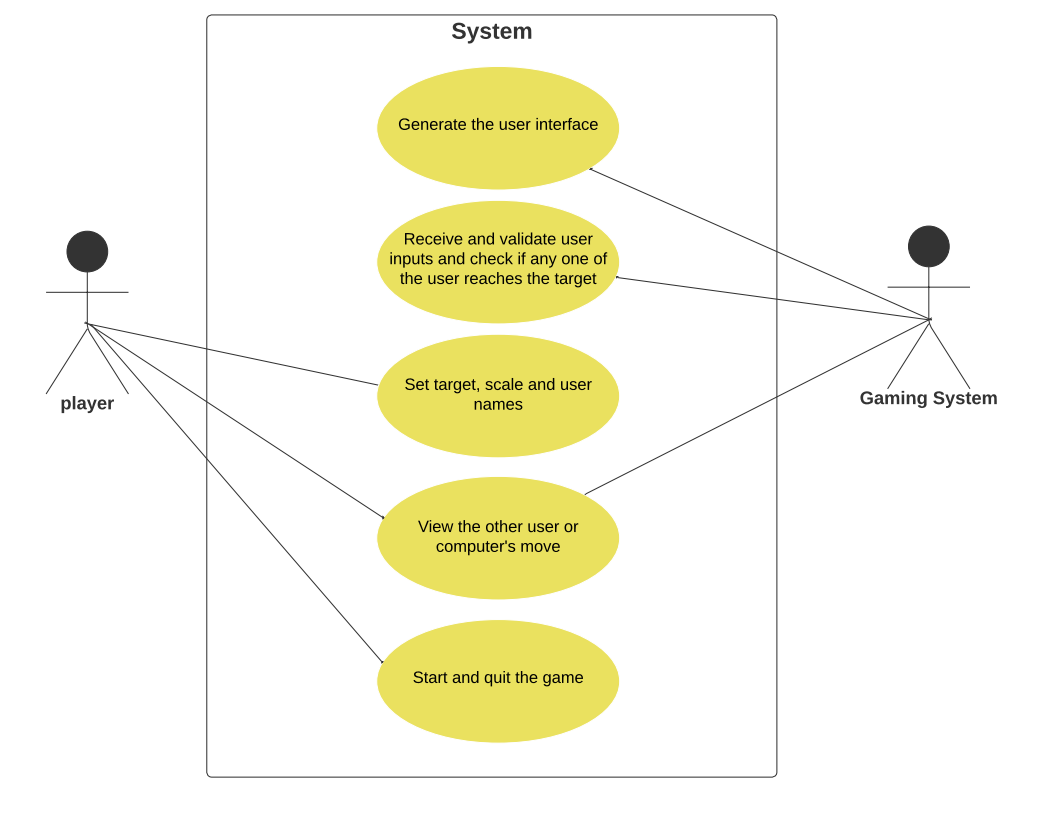 System
Generate the user interface
Receive and validate user
inputs and check if any one of
the user reaches the target
Set target, scale and user
names
View the other user or
computer's move
Start and quit the game
player
Gaming System